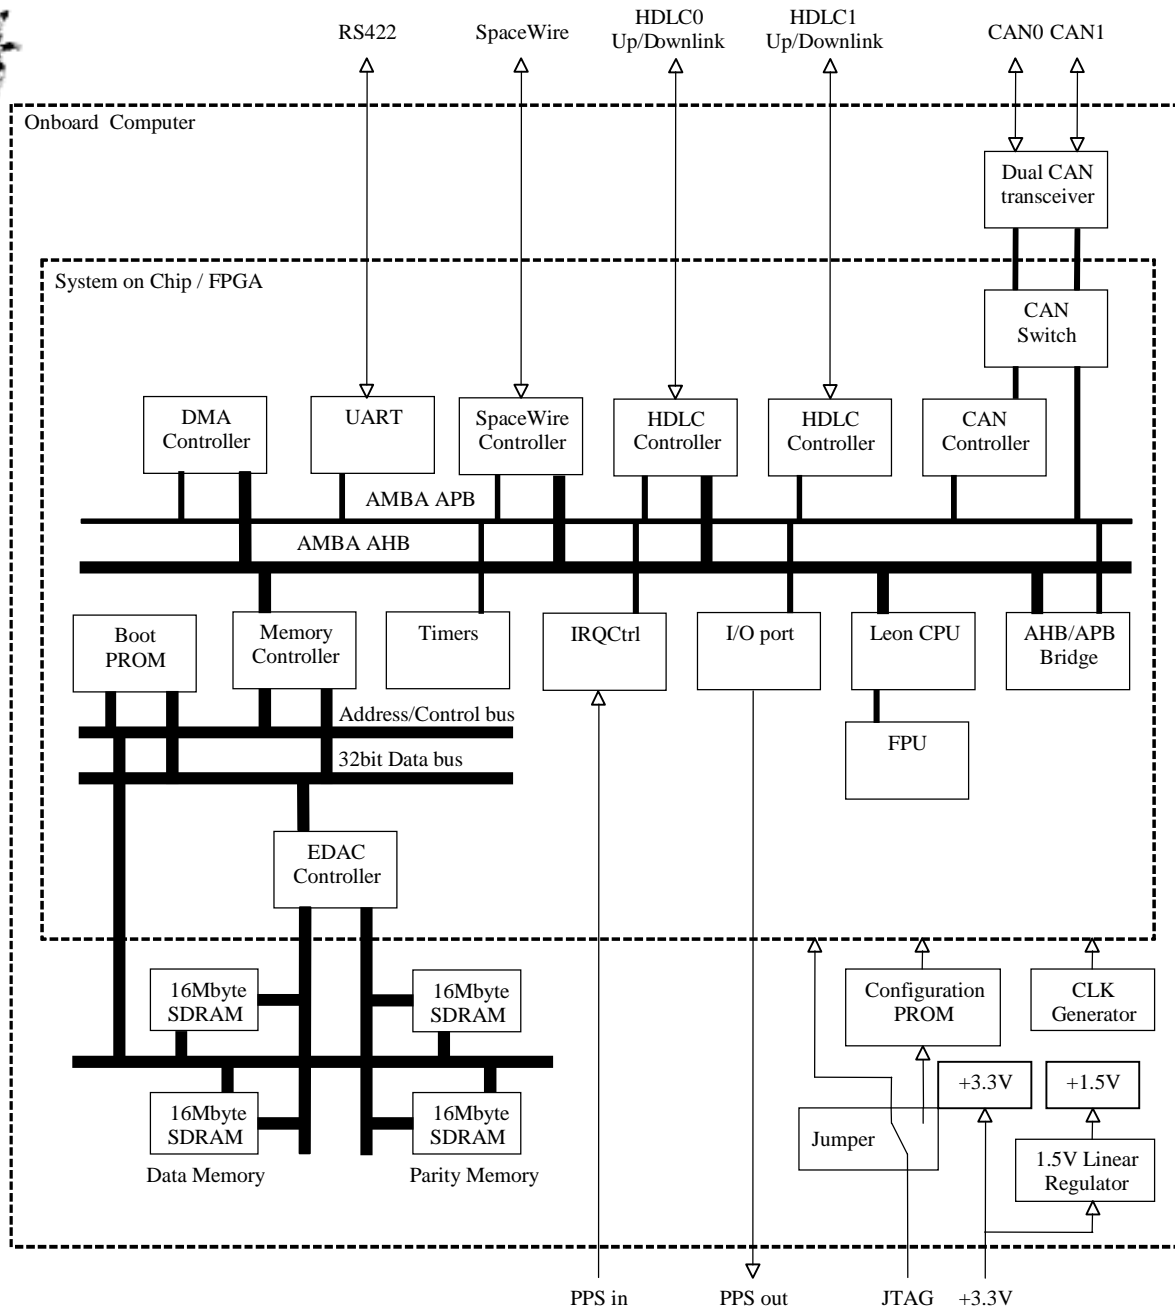 RS422
SpaceWire
HDLC0
Up/Downlink
HDLC1
Up/Downlink
CAN0 CAN1
Onboard Computer
Dual CAN
transceiver
System on Chip / FPGA
CAN
Switch
DMA
Controller
UART
SpaceWire
Controller
HDLC
Controller
HDLC
Controller
CAN
Controller
AMBA APB
AMBA AHB
Boot
PROM
Memory
Controller
Timers
IRQCtrl
I/O port
Leon CPU
AHB/APB
Bridge
Address/Control bus
32bit Data bus
FPU
EDAC
Controller
16Mbyte
SDRAM
16Mbyte
SDRAM
Configuration
PROM
CLK
Generator
+3.3V
+1.5V
16Mbyte
SDRAM
16Mbyte
SDRAM
Jumper
1.5V Linear
Regulator
Data Memory
Parity Memory
PPS in
PPS out
JTAG
+3.3V